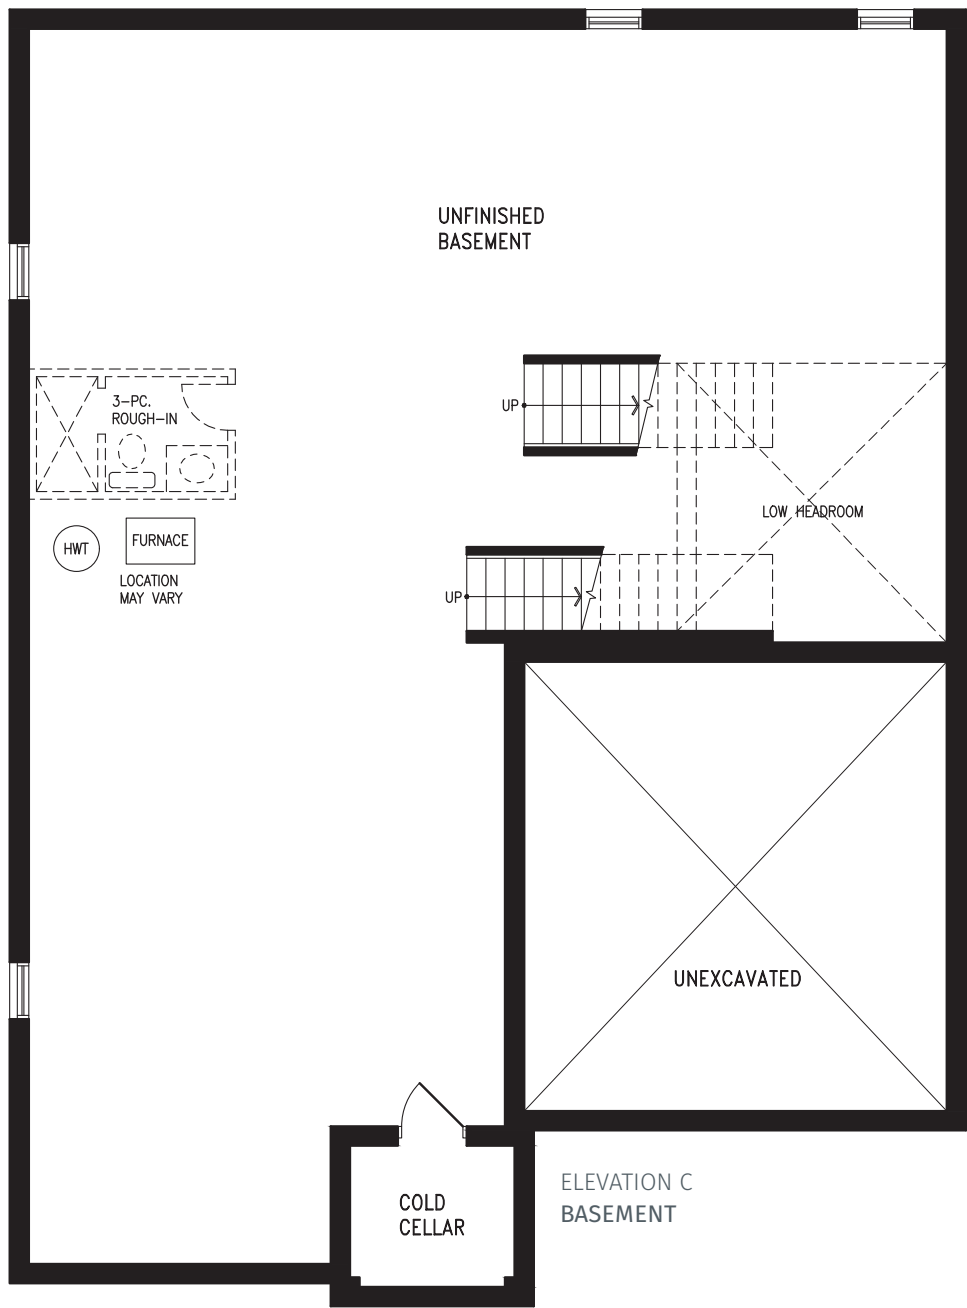 UNFINISHED
BASEMENT
3-PC.
ROUGH-IN
UP
LOW HEADROOM
HWT
FURNACE
LOCATION
MAY VARY
UP
UNEXCAVATED
COLD
CELLAR
ELEVATION C
BASEMENT